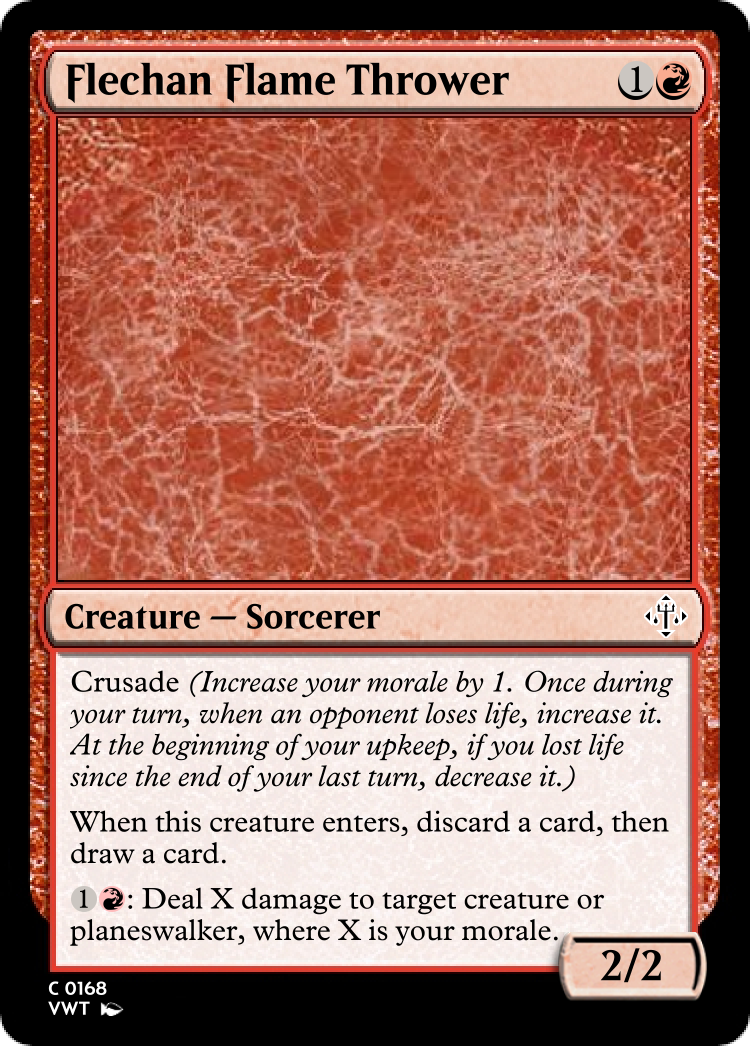 Flechan Flame Thrower 1
Creature — Sorcerer
Crusade (Increase your morale by 1. Once during
your turn, when an opponent loses life, increase it.
At the beginning of your upkeep, if you lost life
since the end of your last turn, decrease it.)
When this creature enters, discard a card, then
draw a card.
1 : Deal X damage to target creature or
planeswalker, where X is your morale.
2/2
C 0168
VWT